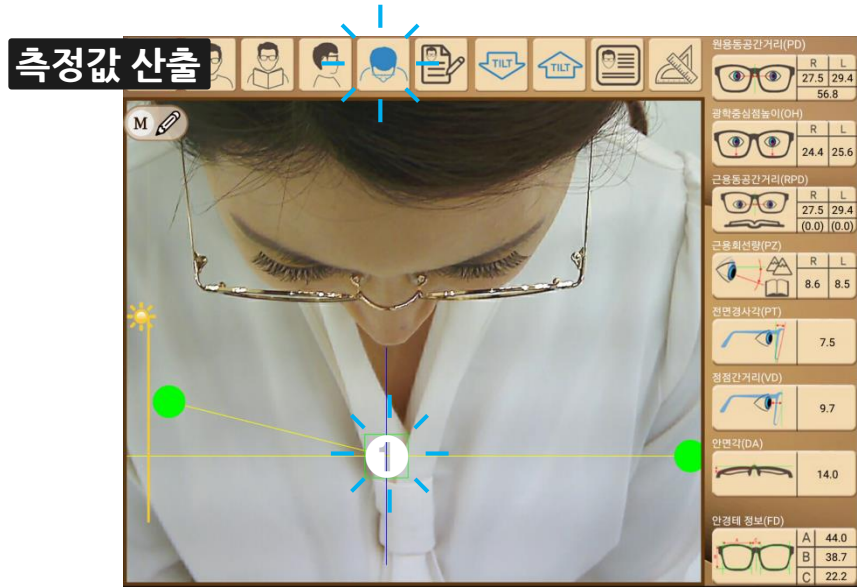 측정값 산출
TILT
TILT
M
1
원용동공간거리(PD)
R L
27.5 29.4
56.8
광학중심점높이(OH)
R L
24.4 25.6
근용동공간거리(RPD)
R L
27.5 29.4
(0.0) (0.0)
근용회선량(PZ)
R L
8.6 8.5
전면경사각(PT)
7.5
정점간거리(VD)
9.7
안면각(DA)
14.0
안경테 정보(FD)
A 44.0
B 38.7
C 22.2